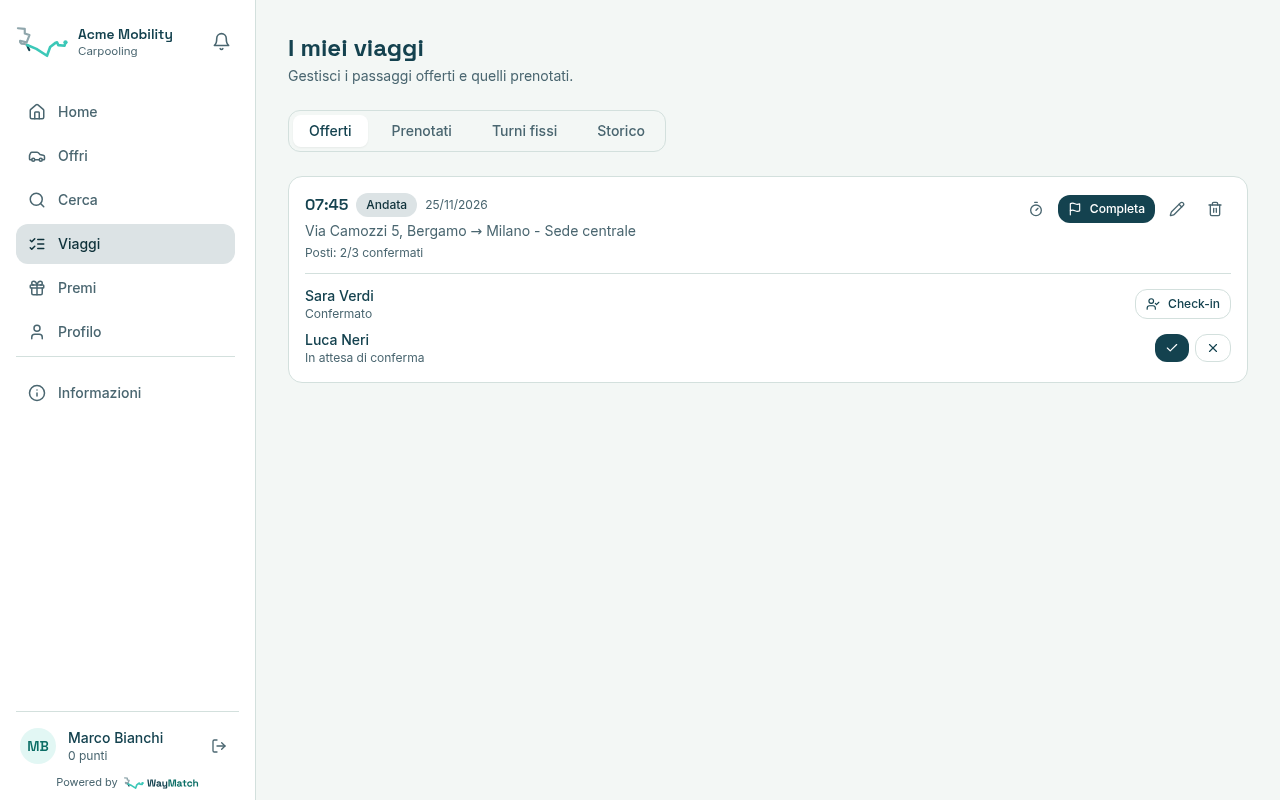 Acme Mobility
Carpooling
Home
Offri
Cerca
Viaggi
Premi
Profilo
Informazioni
MB
Marco Bianchi
0 punti
Powered by WayMatch
I miei viaggi
Gestisci i passaggi offerti e quelli prenotati.
Offerti Prenotati Turni fissi Storico
07:45 Andata 25/11/2026 Completa
Via Camozzi 5, Bergamo → Milano - Sede centrale
Posti: 2/3 confermati
Sara Verdi
Confermato
Check-in
Luca Neri
In attesa di conferma